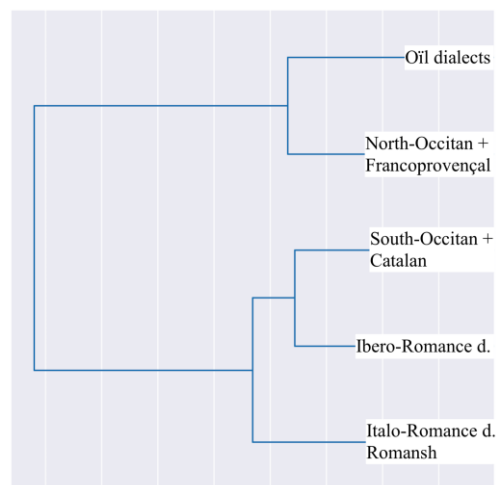 Oïl dialects
North-Occitan +
Francoprovençal
South-Occitan +
Catalan
Ibero-Romance d.
Italo-Romance d.
Romansh